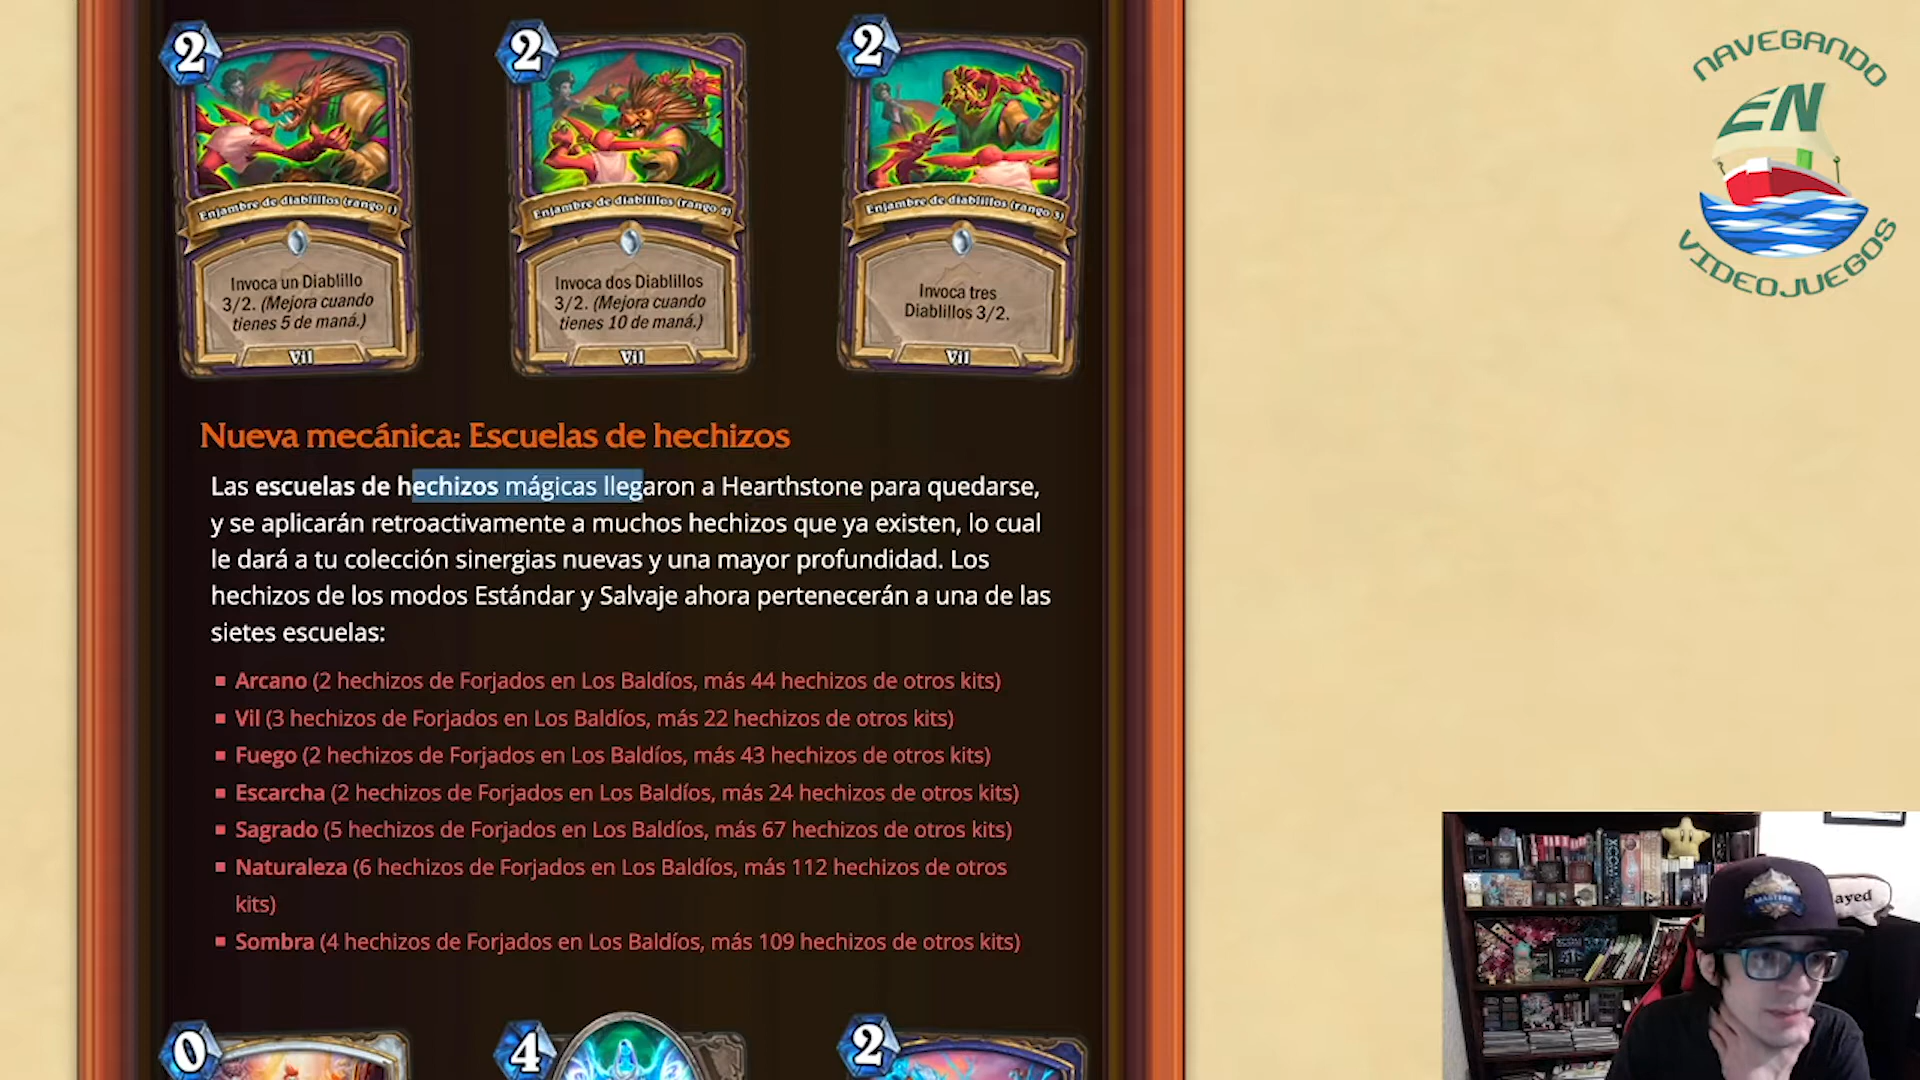 2
2
2
NAVEGANDO
EN
VIDEOJUEGOS
Enjambre de diablillos (rango 1)
Enjambre de diablillos (rango 2)
Enjambre de diablillos (rango 3)
Invoca un Diablillo
3/2. (Mejora cuando
tienes 5 de maná.)
Vil
Invoca dos Diablillos
3/2. (Mejora cuando
tienes 10 de maná.)
Vil
Invoca tres
Diablillos 3/2.
Vil
Nueva mecánica: Escuelas de hechizos
Las escuelas de hechizos mágicas llegaron a Hearthstone para quedarse,
y se aplicarán retroactivamente a muchos hechizos que ya existen, lo cual
le dará a tu colección sinergias nuevas y una mayor profundidad. Los
hechizos de los modos Estándar y Salvaje ahora pertenecerán a una de las
sietes escuelas:
Arcano (2 hechizos de Forjados en Los Baldíos, más 44 hechizos de otros kits)
Vil (3 hechizos de Forjados en Los Baldíos, más 22 hechizos de otros kits)
Fuego (2 hechizos de Forjados en Los Baldíos, más 43 hechizos de otros kits)
Escarcha (2 hechizos de Forjados en Los Baldíos, más 24 hechizos de otros kits)
Sagrado (5 hechizos de Forjados en Los Baldíos, más 67 hechizos de otros kits)
Naturaleza (6 hechizos de Forjados en Los Baldíos, más 112 hechizos de otros
kits)
Sombra (4 hechizos de Forjados en Los Baldíos, más 109 hechizos de otros kits)
0
4
2
MASTERS
ayed
XCOM